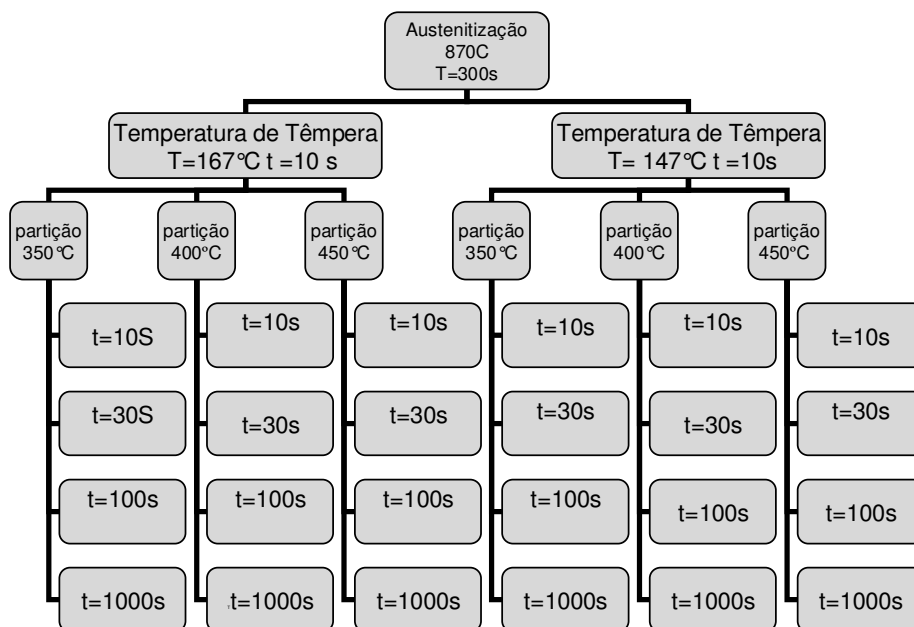 Austenitização
870C
T=300s
Temperatura de Têmpera
T=167°C t =10 s
Temperatura de Têmpera
T= 147°C t =10s
partição
350°C
partição
400°C
partição
450°C
partição
350°C
partição
400°C
partição
450°C
t=10S
t=10s
t=10s
t=10s
t=10s
t=10s
t=30S
t=30s
t=30s
t=30s
t=30s
t=30s
t=100s
t=100s
t=100s
t=100s
t=100s
t=100s
t=1000s
,t=1000s
t=1000s
t=1000s
t=1000s
t=1000s